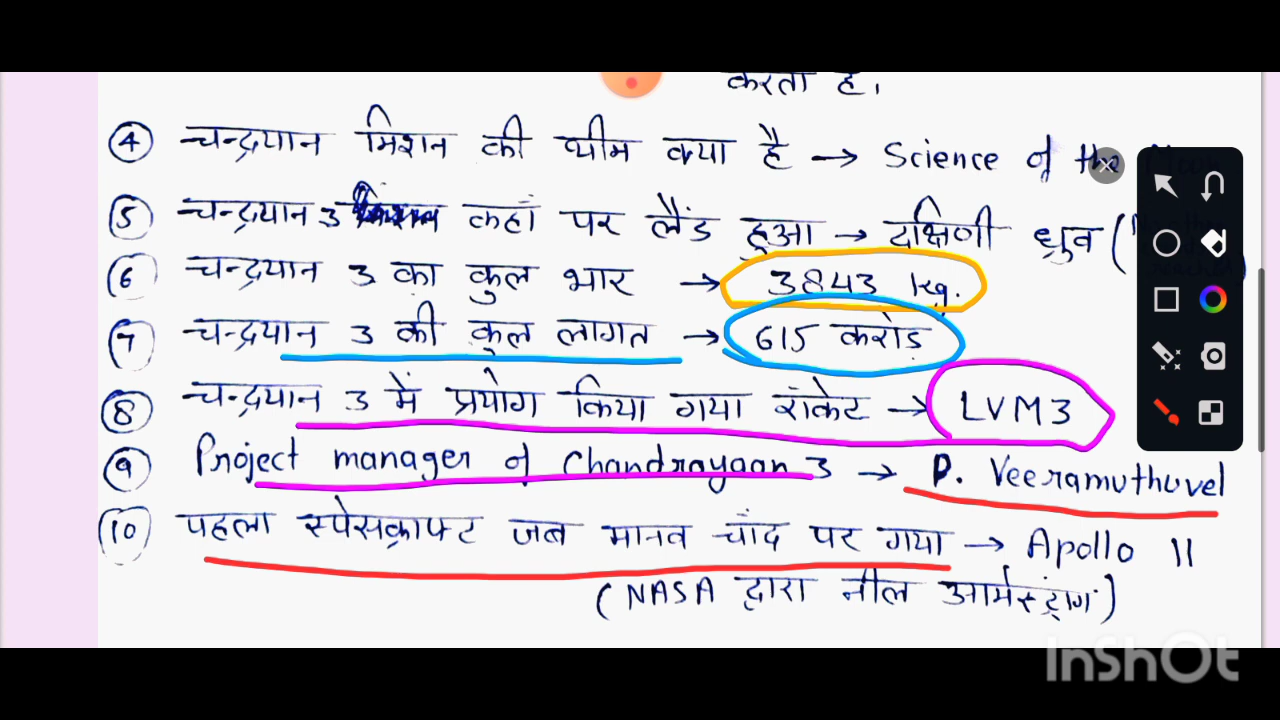 करता है।
④ चन्द्रयान मिशन की थीम क्या है → Science of the
⑤ चन्द्रयान 3 कहाँ पर लैंड हुआ → दक्षिणी ध्रुव (
⑥ चन्द्रयान 3 का कुल भार → 3843 kg.
⑦ चन्द्रयान 3 की कुल लागत → 615 करोड़
⑧ चन्द्रयान 3 में प्रयोग किया गया रॉकेट → LVM3
⑨ Project manager of Chandrayaan 3 → P. Veeramuthuvel
⑩ पहला स्पेसक्राफ्ट जब मानव चाँद पर गया → Apollo 11
(NASA द्वारा नील आर्मस्ट्रांग)
InShOt